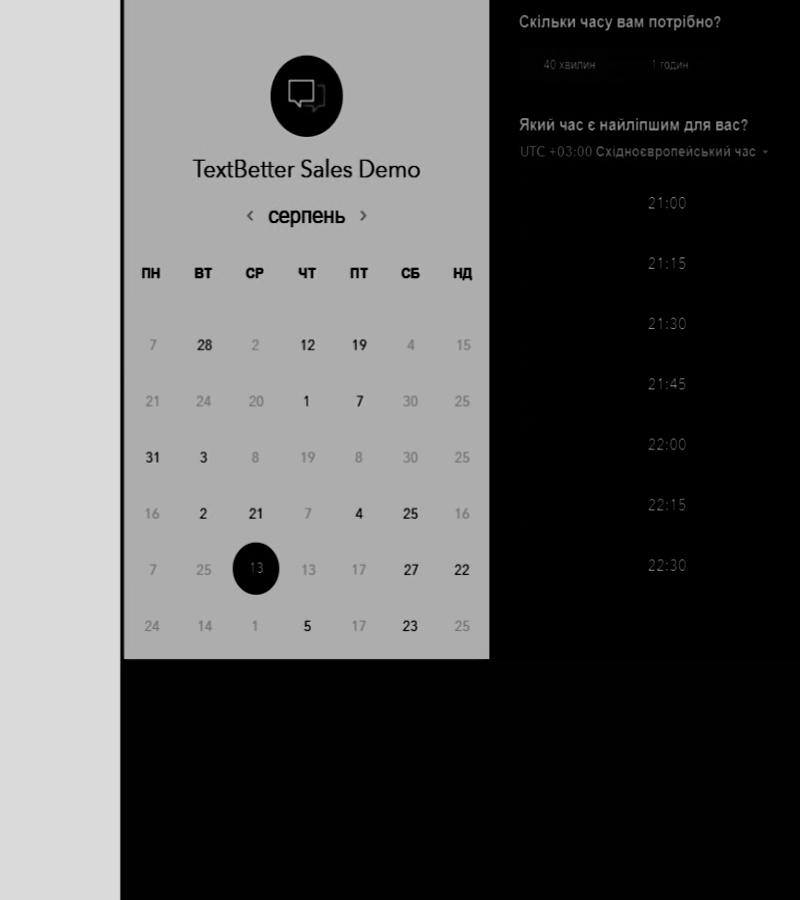 TextBetter Sales Demo
серпень
ПН ВТ СР ЧТ ПТ СБ НД
7 28 2 12 19 4 15
21 24 20 1 7 30 25
31 3 8 19 8 30 25
16 2 21 7 4 25 16
7 25 13 13 17 27 22
24 14 1 5 17 23 25
Скільки часу вам потрібно?
40 хвилин 1 годин
Який час є найліпшим для вас?
UTC +03:00 Східноєвропейський час
21:00
21:15
21:30
21:45
22:00
22:15
22:30